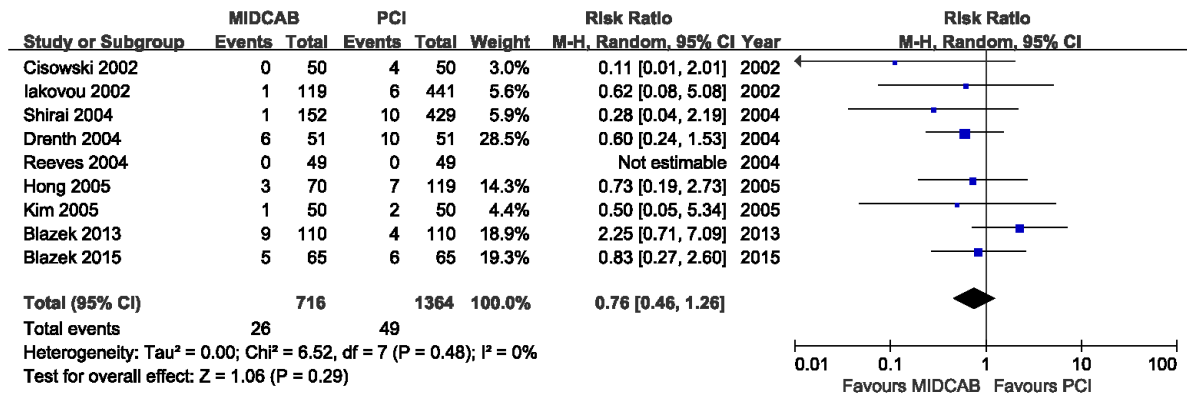 MIDCAB PCI Risk Ratio Risk Ratio
Study or Subgroup Events Total Events Total Weight M-H, Random, 95% CI Year M-H, Random, 95% CI
Cisowski 2002 0 50 4 50 3.0% 0.11 [0.01, 2.01] 2002
Iakovou 2002 1 119 6 441 5.6% 0.62 [0.08, 5.08] 2002
Shirai 2004 1 152 10 429 5.9% 0.28 [0.04, 2.19] 2004
Drenth 2004 6 51 10 51 28.5% 0.60 [0.24, 1.53] 2004
Reeves 2004 0 49 0 49 Not estimable 2004
Hong 2005 3 70 7 119 14.3% 0.73 [0.19, 2.73] 2005
Kim 2005 1 50 2 50 4.4% 0.50 [0.05, 5.34] 2005
Blazek 2013 9 110 4 110 18.9% 2.25 [0.71, 7.09] 2013
Blazek 2015 5 65 6 65 19.3% 0.83 [0.27, 2.60] 2015
Total (95% CI) 716 1364 100.0% 0.76 [0.46, 1.26]
Total events 26 49
Heterogeneity: Tau² = 0.00; Chi² = 6.52, df = 7 (P = 0.48); I² = 0%
Test for overall effect: Z = 1.06 (P = 0.29)
0.01 0.1 1 10 100
Favours MIDCAB Favours PCI